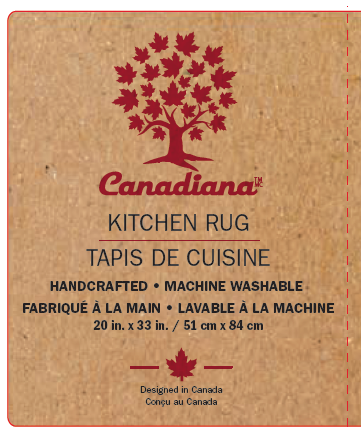 Canadiana TM MC
KITCHEN RUG
TAPIS DE CUISINE
HANDCRAFTED • MACHINE WASHABLE
FABRIQUÉ À LA MAIN • LAVABLE À LA MACHINE
20 in. x 33 in. / 51 cm x 84 cm
Designed in Canada
Conçu au Canada